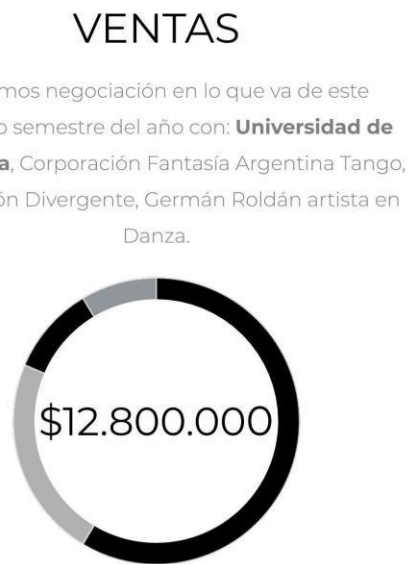 VENTAS
mos negociación en lo que va de este
o semestre del año con: Universidad de
a, Corporación Fantasía Argentina Tango,
ón Divergente, Germán Roldán artista en
Danza.
$12.800.000